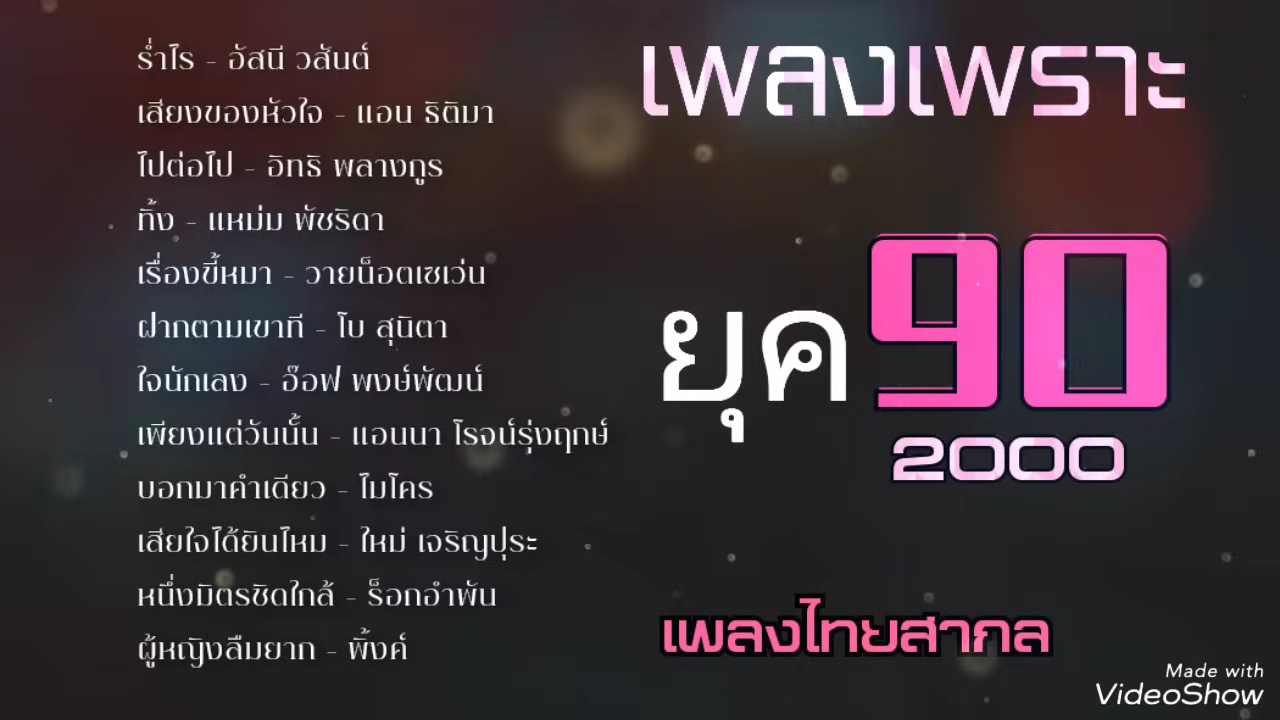 ร่ำไร - อัสนี วสันต์
เสียงของหัวใจ - แอน ธิติมา
ไปต่อไป - อิทธิ พลางกูร
ทิ้ง - แหม่ม พัชริดา
เรื่องขี้หมา - วายน็อตเซเว่น
ฝากตามเขาที - โบ สุนิตา
ใจนักเลง - อ๊อฟ พงษ์พัฒน์
เพียงแต่วันนั้น - แอนนา โรจน์รุ่งฤกษ์
บอกมาคำเดียว - ไมโคร
เสียใจได้ยินไหม - ใหม่ เจริญปุระ
หนึ่งมิตรชิดใกล้ - ร็อกอำพัน
ผู้หญิงลืมยาก - พิ้งค์
เพลงเพราะ
ยุค 90
2000
เพลงไทยสากล
Made with
VideoShow